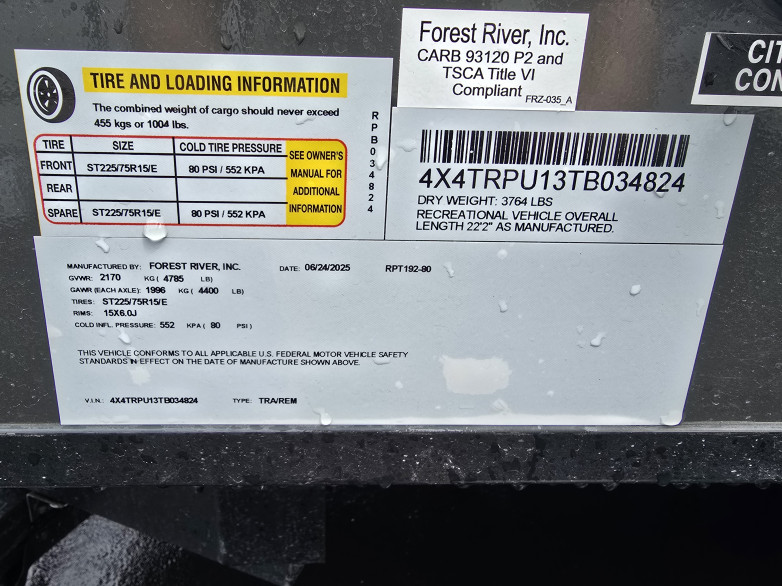 Forest River, Inc.
CARB 93120 P2 and
TSCA Title VI
Compliant
FRZ-035_A
CIT
CON
TIRE AND LOADING INFORMATION
The combined weight of cargo should never exceed
455 kgs or 1004 lbs.
TIRE SIZE COLD TIRE PRESSURE
SEE OWNER'S MANUAL FOR ADDITIONAL INFORMATION
FRONT ST225/75R15/E 80 PSI / 552 KPA
REAR
SPARE ST225/75R15/E 80 PSI / 552 KPA
RPB034824
4X4TRPU13TB034824
DRY WEIGHT: 3764 LBS
RECREATIONAL VEHICLE OVERALL
LENGTH 22'2" AS MANUFACTURED.
MANUFACTURED BY: FOREST RIVER, INC. DATE: 06/24/2025 RPT192-80
GVWR: 2170 KG ( 4785 LB)
GAWR (EACH AXLE): 1996 KG ( 4400 LB)
TIRES: ST225/75R15/E
RIMS: 15X6.0J
COLD INFL. PRESSURE: 552 KPA ( 80 PSI)
THIS VEHICLE CONFORMS TO ALL APPLICABLE U.S. FEDERAL MOTOR VEHICLE SAFETY
STANDARDS IN EFFECT ON THE DATE OF MANUFACTURE SHOWN ABOVE.
V.I.N.: 4X4TRPU13TB034824 TYPE: TRA/REM